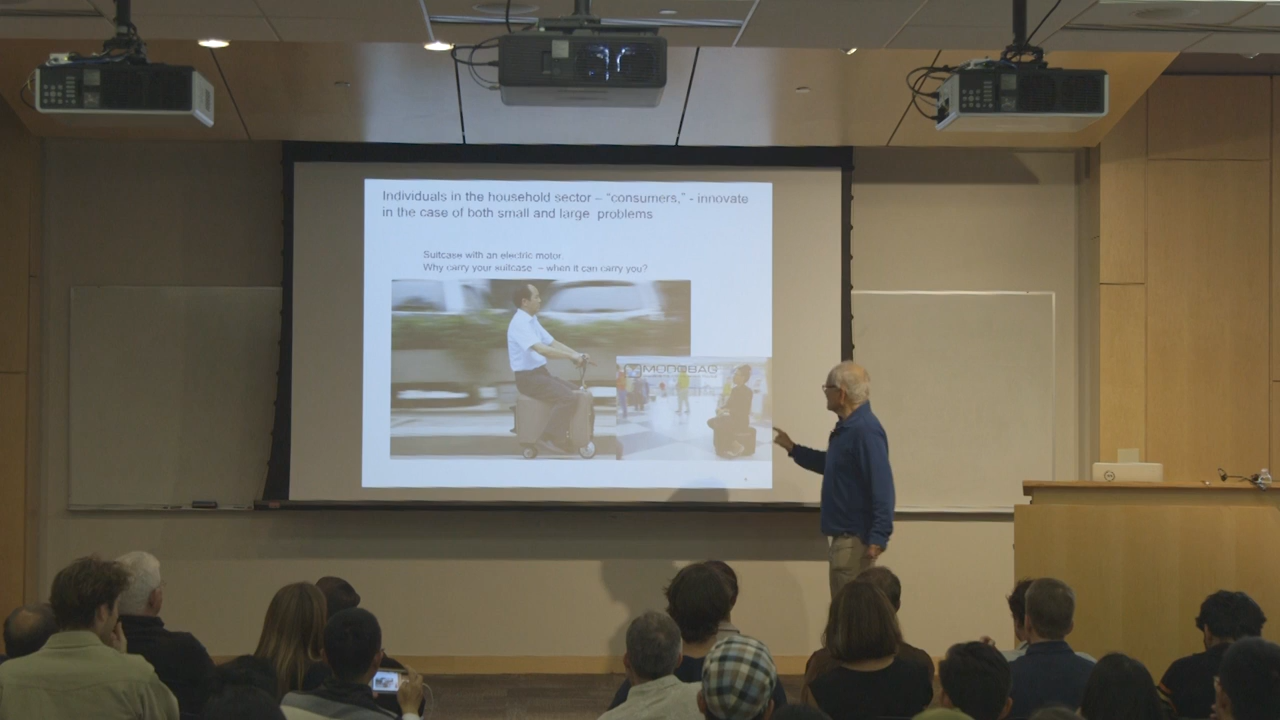 Individuals in the household sector – “consumers,” - innovate
in the case of both small and large problems
Suitcase with an electric motor.
Why carry your suitcase – when it can carry you?
MODOBAG